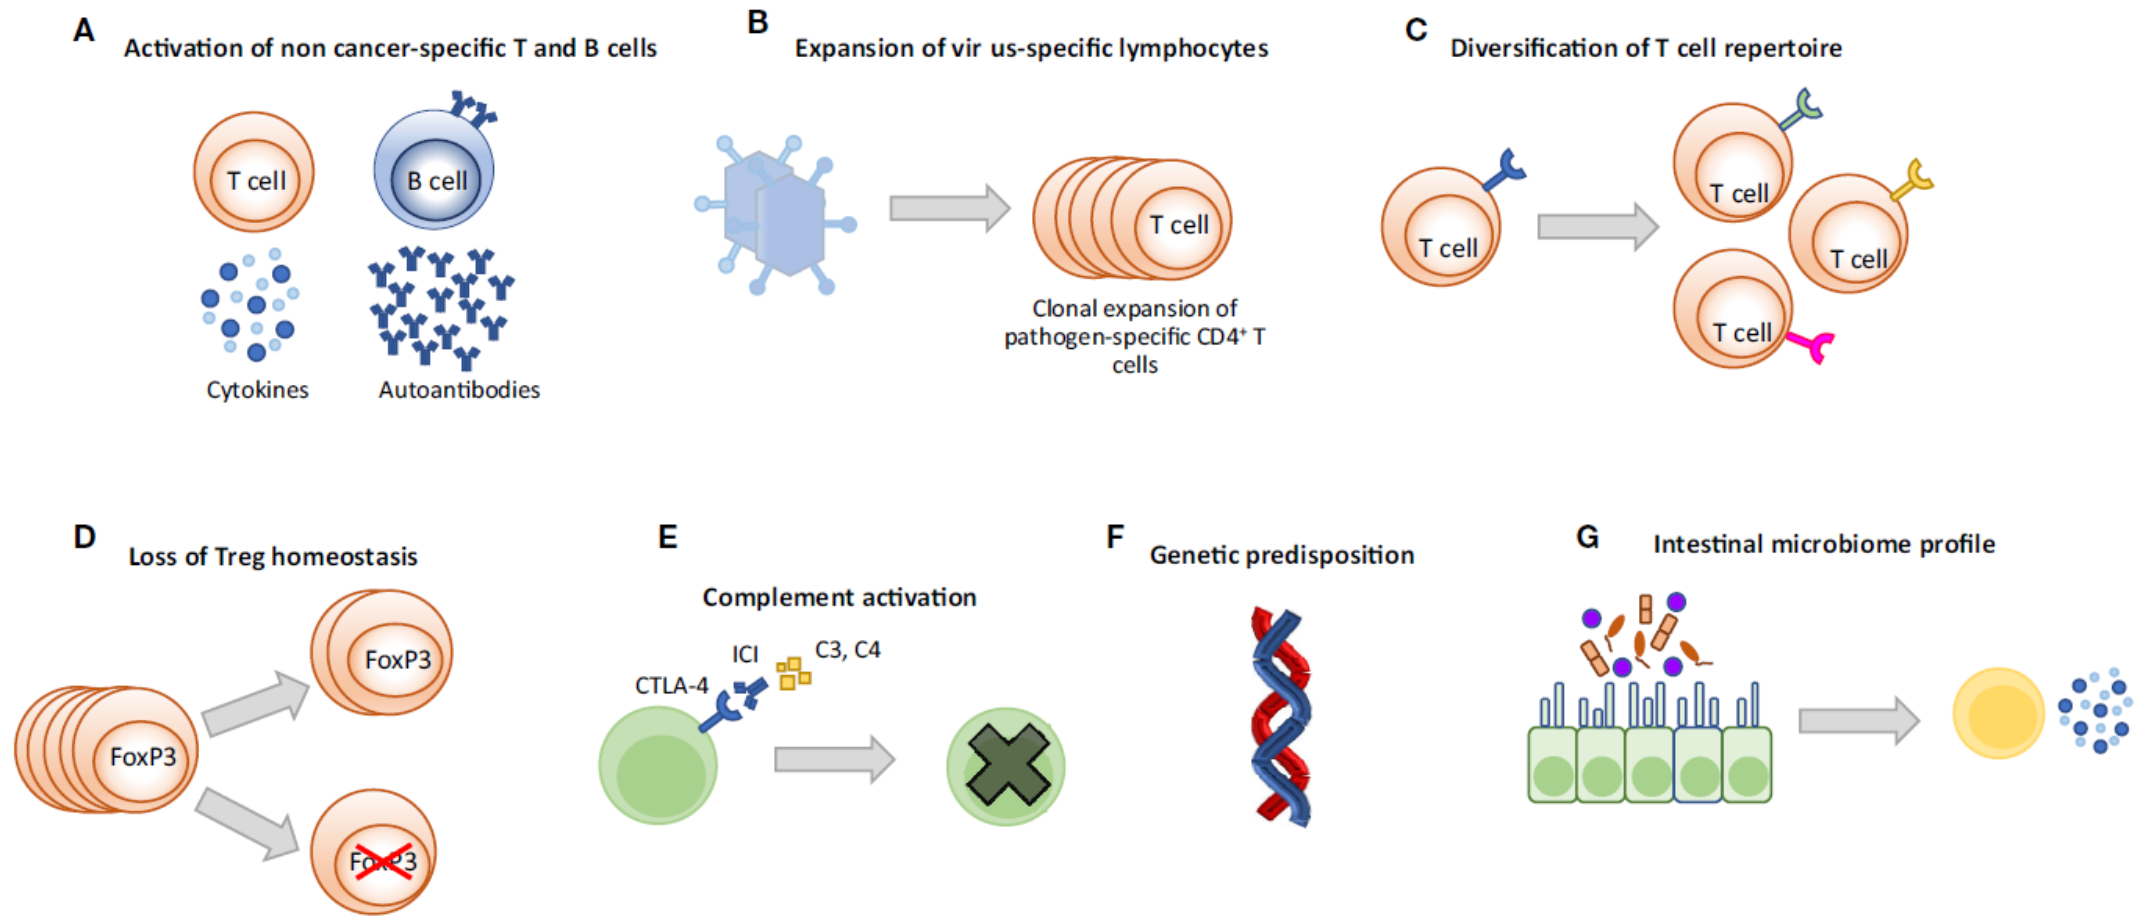 A
Activation of non cancer-specific T and B cells
T cell
B cell
Cytokines
Autoantibodies
B
Expansion of vir us-specific lymphocytes
T cell
Clonal expansion of
pathogen-specific CD4⁺ T
cells
C
Diversification of T cell repertoire
T cell
T cell
T cell
T cell
D
Loss of Treg homeostasis
FoxP3
FoxP3
FoxP3
E
Complement activation
ICI
C3, C4
CTLA-4
F
Genetic predisposition
G
Intestinal microbiome profile